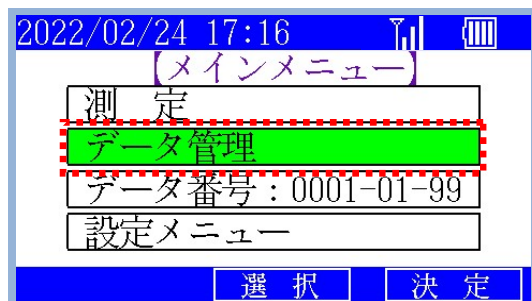 2022/02/24 17:16
【メインメニュー】
測　定
データ管理
データ番号：0001-01-99
設定メニュー
選　択　決　定